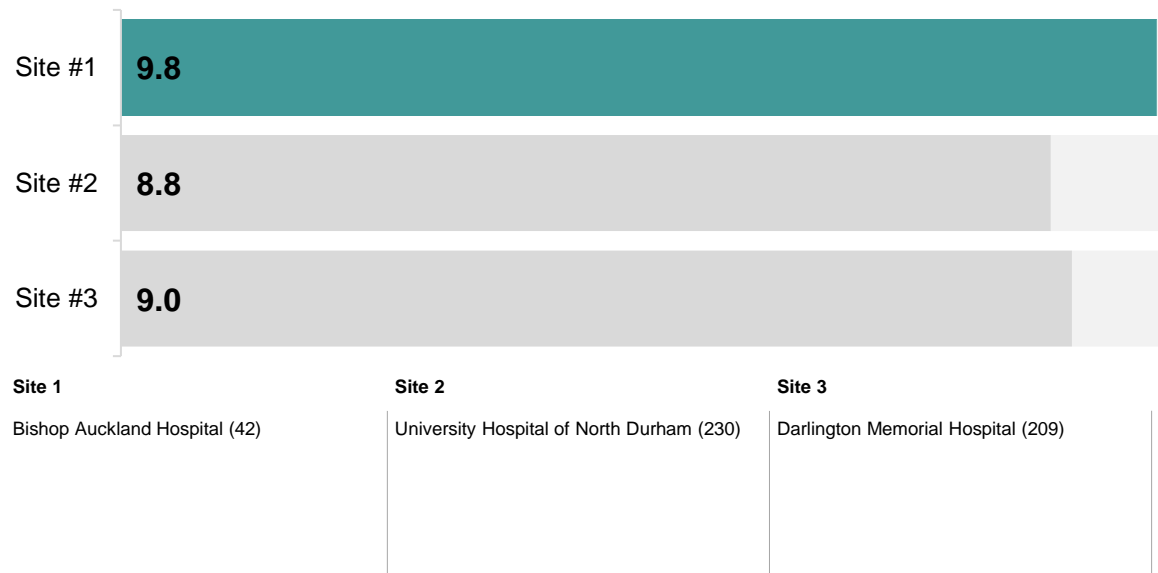 Site #1 9.8
Site #2 8.8
Site #3 9.0
Site 1 Site 2 Site 3
Bishop Auckland Hospital (42) University Hospital of North Durham (230) Darlington Memorial Hospital (209)